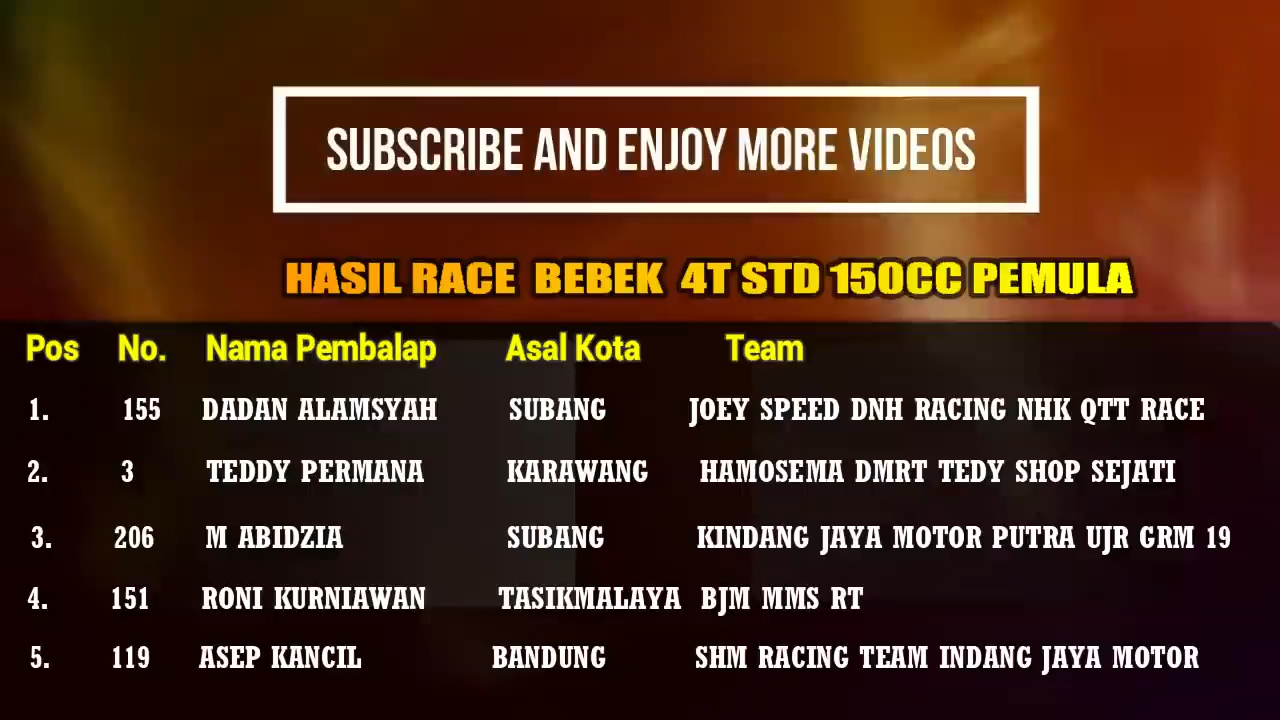 SUBSCRIBE AND ENJOY MORE VIDEOS
HASIL RACE BEBEK 4T STD 150CC PEMULA
Pos No. Nama Pembalap Asal Kota Team
1. 155 DADAN ALAMSYAH SUBANG JOEY SPEED DNH RACING NHK QTT RACE
2. 3 TEDDY PERMANA KARAWANG HAMOSEMA DMRT TEDY SHOP SEJATI
3. 206 M ABIDZIA SUBANG KINDANG JAYA MOTOR PUTRA UJR GRM 19
4. 151 RONI KURNIAWAN TASIKMALAYA BJM MMS RT
5. 119 ASEP KANCIL BANDUNG SHM RACING TEAM INDANG JAYA MOTOR